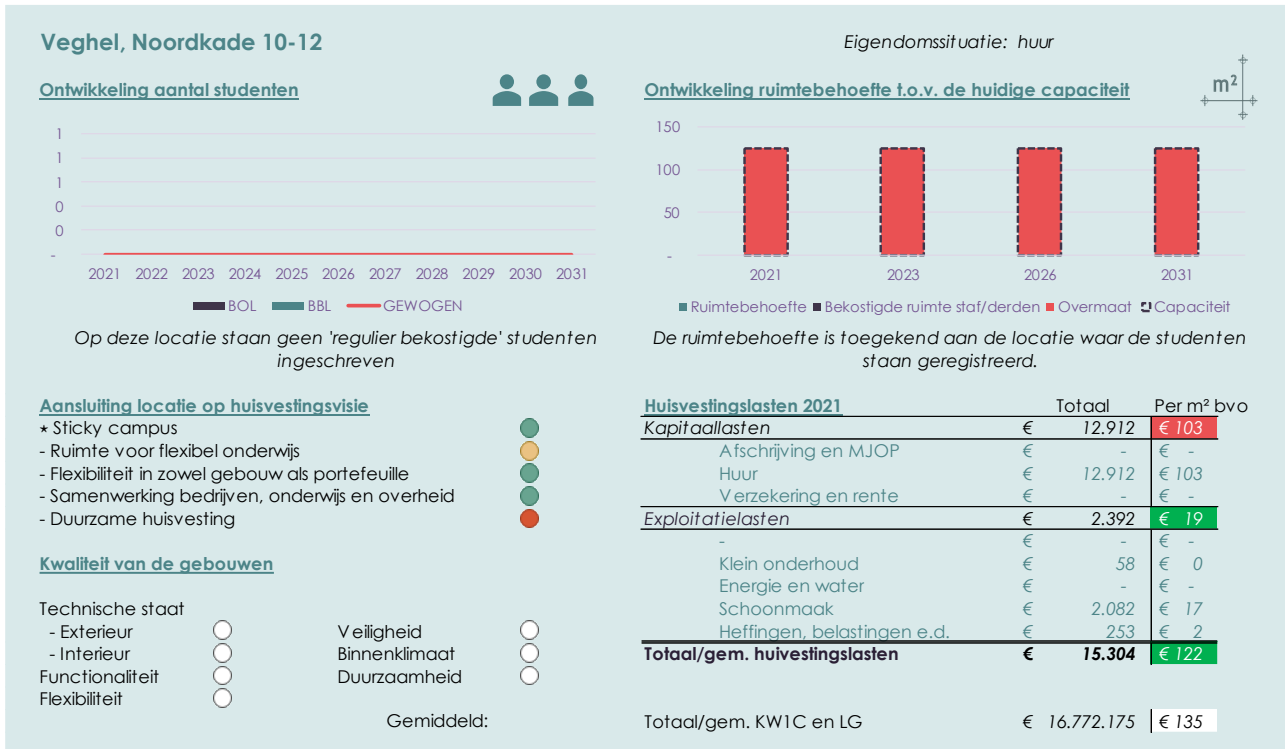 Veghel, Noordkade 10-12
Eigendomssituatie: huur
Ontwikkeling aantal studenten
1
1
1
0
0
-
2021 2022 2023 2024 2025 2026 2027 2028 2029 2030 2031
BOL BBL GEWOGEN
Op deze locatie staan geen 'regulier bekostigde' studenten
ingeschreven
Ontwikkeling ruimtebehoefte t.o.v. de huidige capaciteit
m²
150
100
50
-
2021 2023 2026 2031
Ruimtebehoefte Bekostigde ruimte staf/derden Overmaat Capaciteit
De ruimtebehoefte is toegekend aan de locatie waar de studenten
staan geregistreerd.
Aansluiting locatie op huisvestingsvisie
★ Sticky campus
- Ruimte voor flexibel onderwijs
- Flexibiliteit in zowel gebouw als portefeuille
- Samenwerking bedrijven, onderwijs en overheid
- Duurzame huisvesting
Kwaliteit van de gebouwen
Technische staat
- Exterieur
- Interieur
Functionaliteit
Flexibiliteit
Veiligheid
Binnenklimaat
Duurzaamheid
Gemiddeld:
Huisvestingslasten 2021 Totaal Per m² bvo
Kapitaallasten € 12.912 € 103
Afschrijving en MJOP € - € -
Huur € 12.912 € 103
Verzekering en rente € - € -
Exploitatielasten € 2.392 € 19
- € - € -
Klein onderhoud € 58 € 0
Energie en water € - € -
Schoonmaak € 2.082 € 17
Heffingen, belastingen e.d. € 253 € 2
Totaal/gem. huivestingslasten € 15.304 € 122
Totaal/gem. KW1C en LG € 16.772.175 € 135